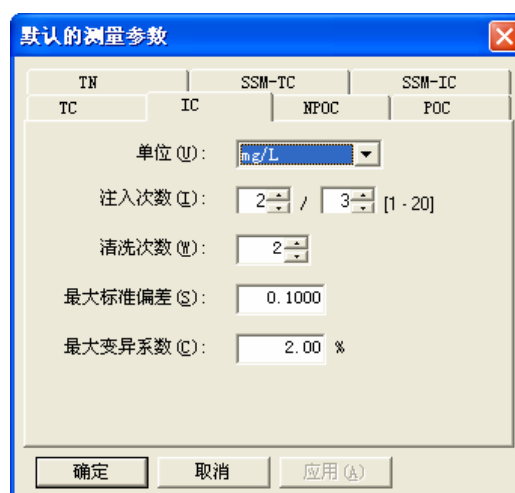 默认的测量参数
TN SSM-TC SSM-IC
TC IC NPOC POC
单位(U): mg/L
注入次数(I): 2 / 3 [1 - 20]
清洗次数(W): 2
最大标准偏差(S): 0.1000
最大变异系数(C): 2.00 %
确定 取消 应用(A)